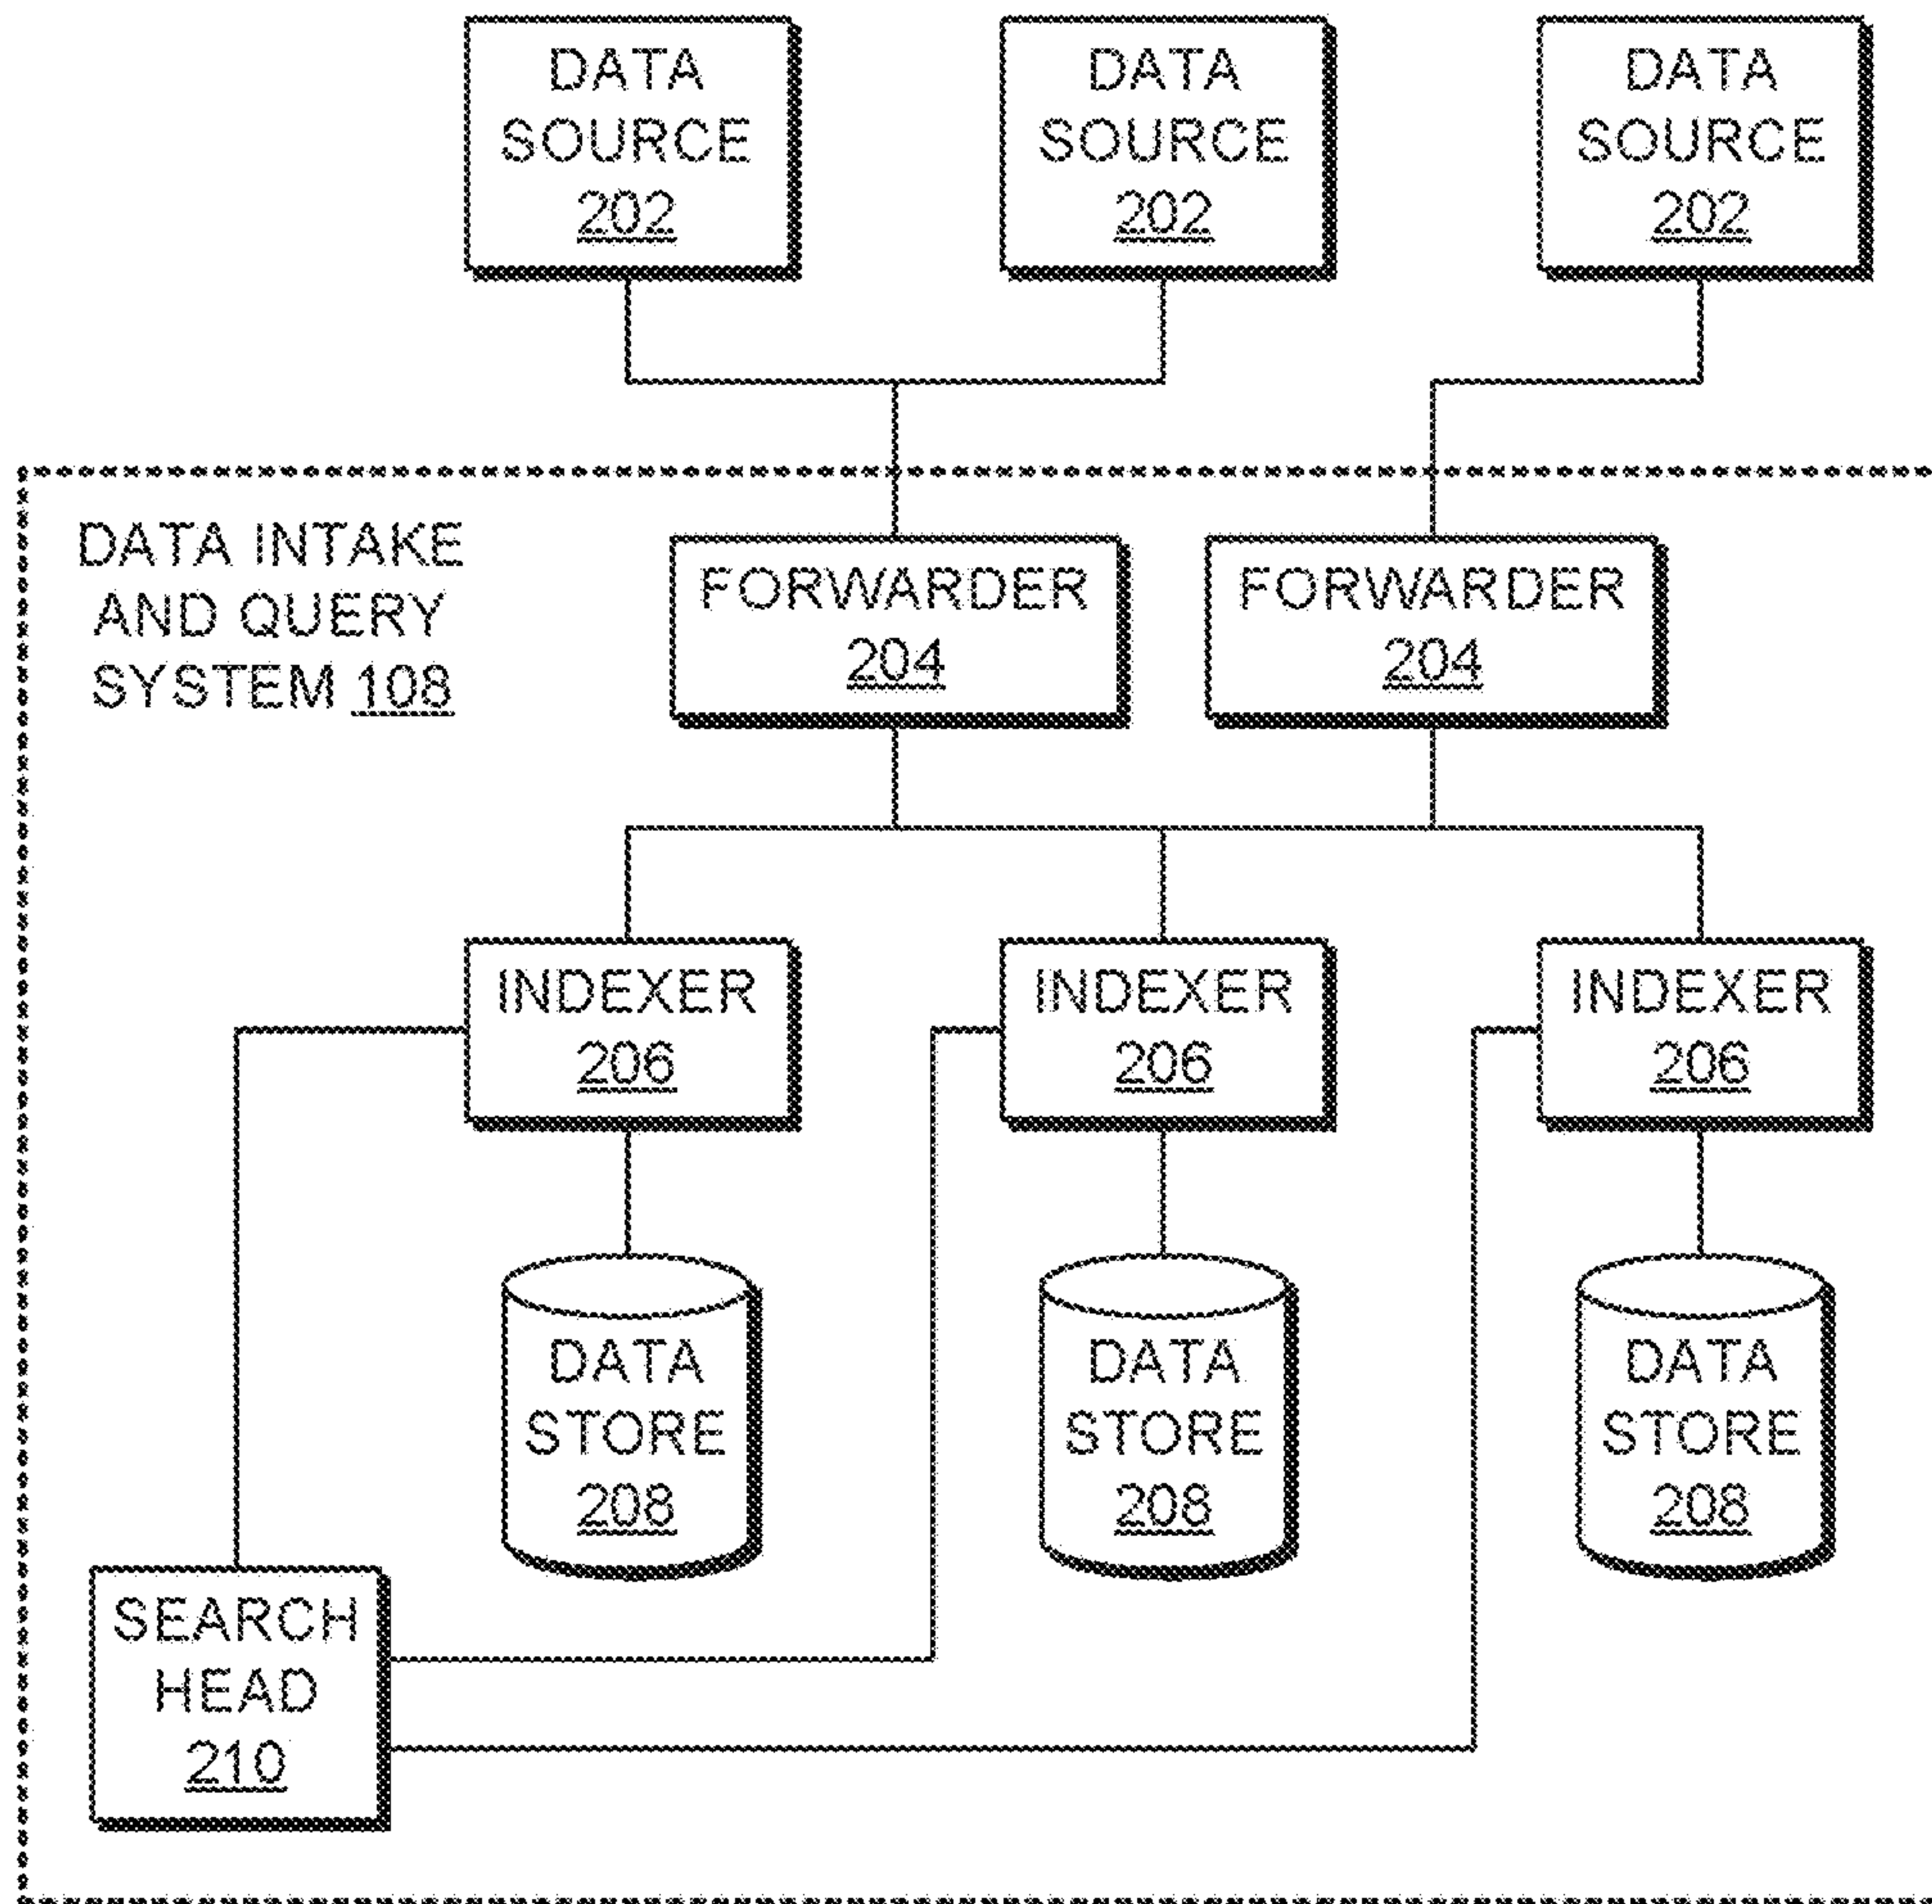 DATA
SOURCE
202
DATA
SOURCE
202
DATA
SOURCE
202
DATA INTAKE
AND QUERY
SYSTEM 108
FORWARDER
204
FORWARDER
204
INDEXER
206
INDEXER
206
INDEXER
206
DATA
STORE
208
DATA
STORE
208
DATA
STORE
208
SEARCH
HEAD
210